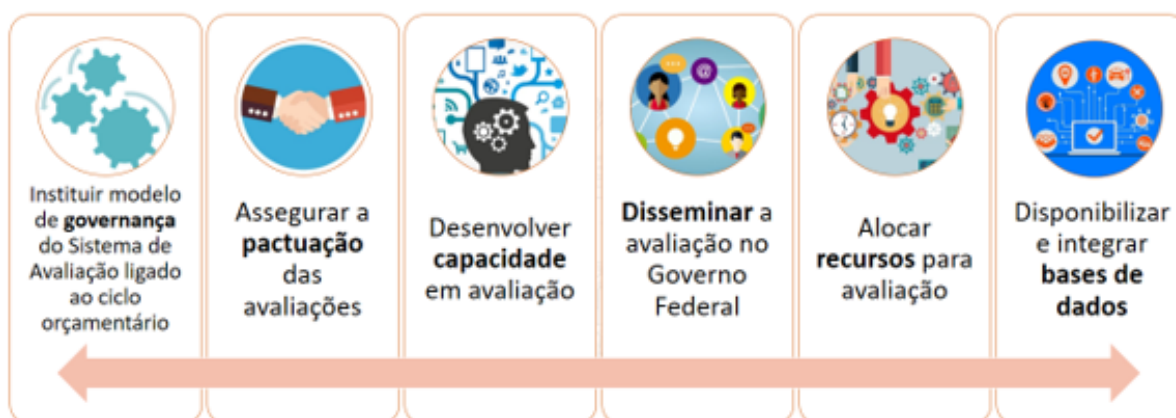 Instituir modelo
de governança
do Sistema de
Avaliação ligado
ao ciclo
orçamentário
Assegurar a
pactuação
das
avaliações
Desenvolver
capacidade
em avaliação
Disseminar a
avaliação no
Governo
Federal
Alocar
recursos para
avaliação
Disponibilizar
e integrar
bases de
dados